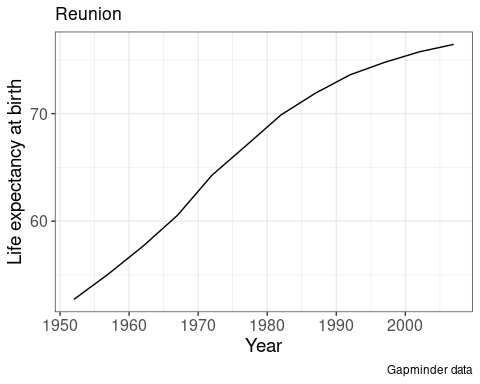 Reunion
Life expectancy at birth
70
60
1950 1960 1970 1980 1990 2000
Year
Gapminder data